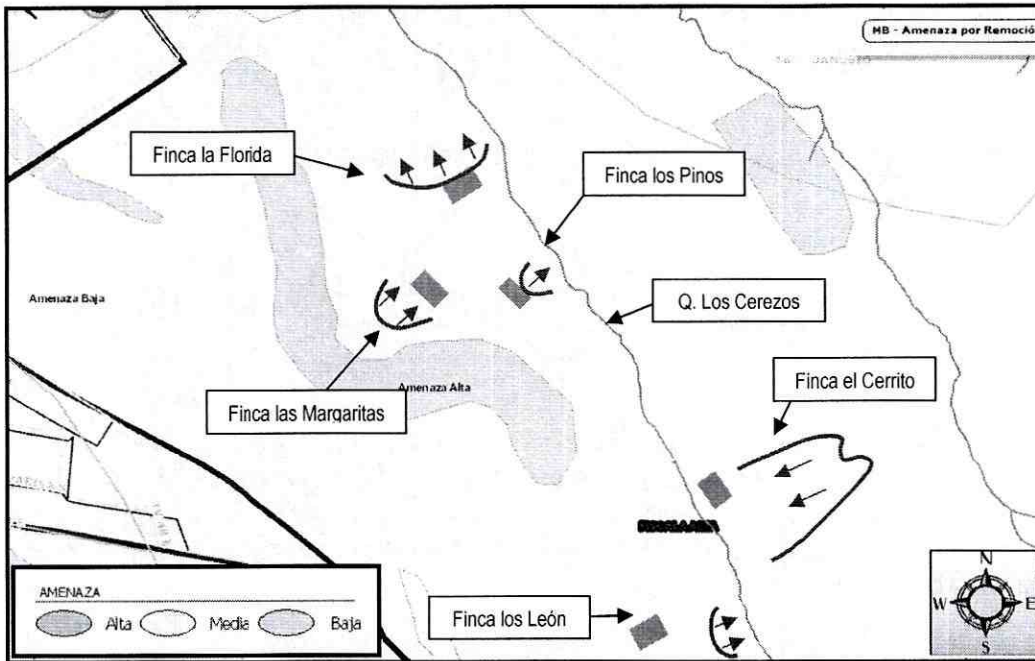 MB - Amenaza por Remoció
Finca la Florida
Finca los Pinos
Amenaza Baja
Q. Los Cerezos
Finca el Cerrito
Amenaza Alta
Finca las Margaritas
AMENAZA
Alta
Media
Baja
Finca los León
N
W
E
S